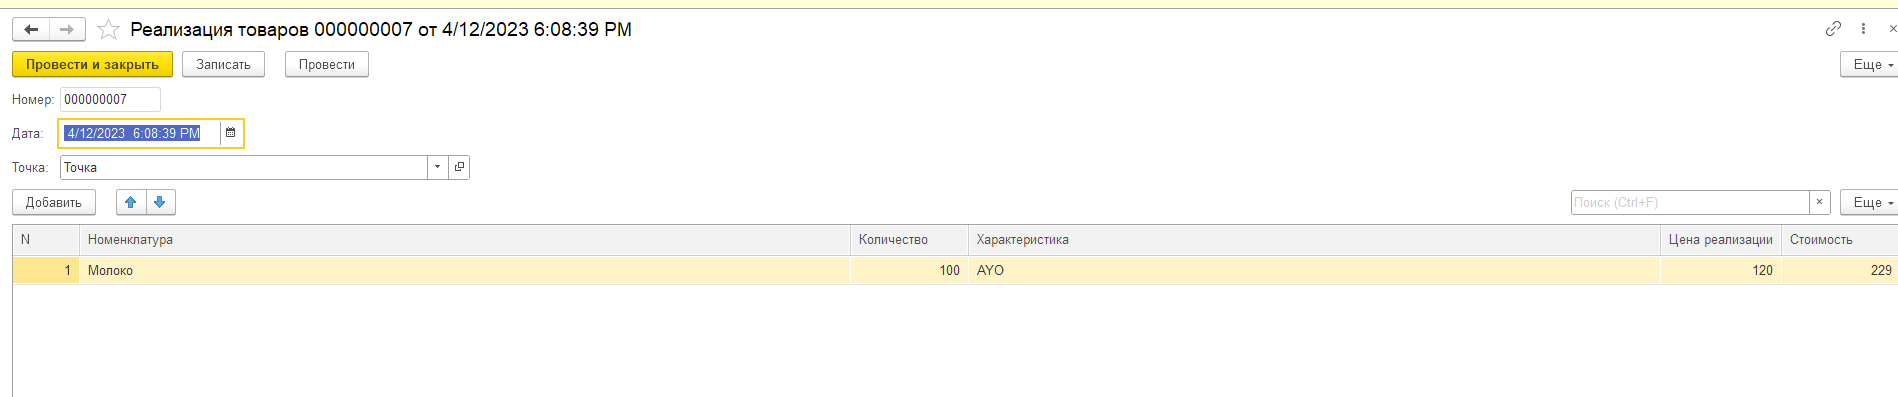 Реализация товаров 000000007 от 4/12/2023 6:08:39 PM
Провести и закрыть Записать Провести Еще
Номер: 000000007
Дата: 4/12/2023 6:08:39 PM
Точка: Точка
Добавить Поиск (Ctrl+F) × Еще
N Номенклатура Количество Характеристика Цена реализации Стоимость
1 Молоко 100 AYO 120 229